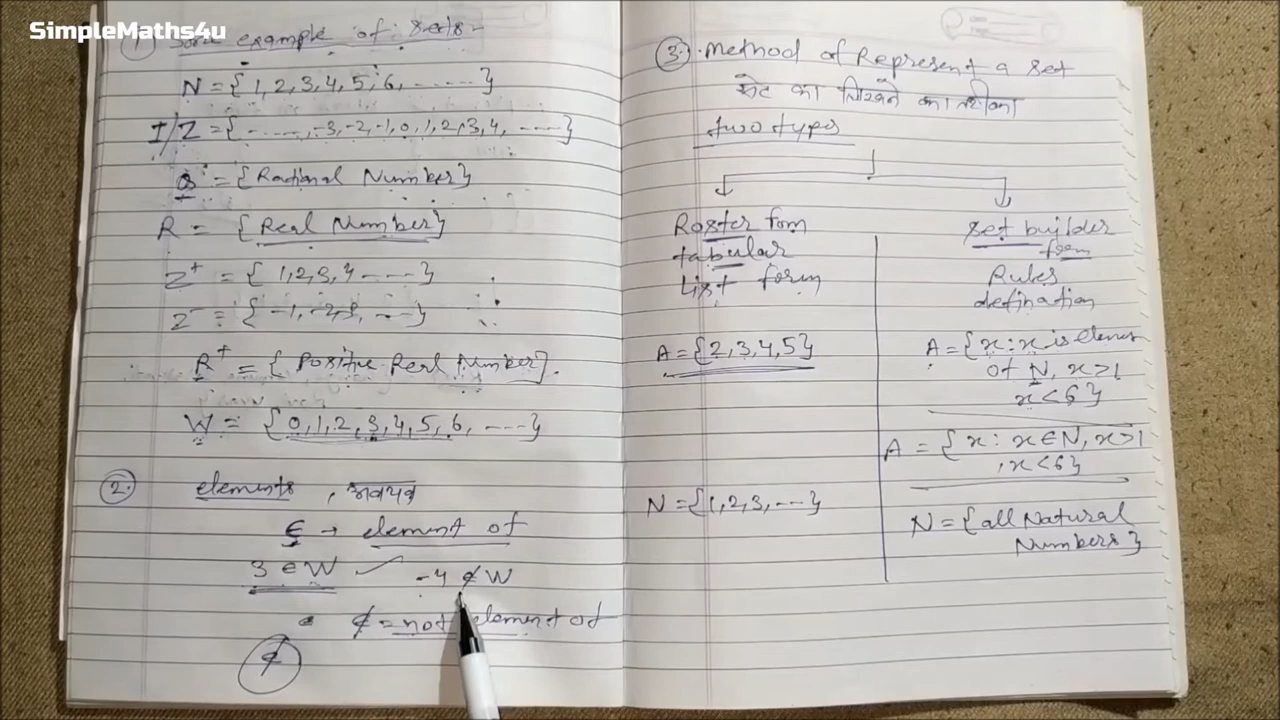 SimpleMaths4u
① Some example of sets-
N = {1,2,3,4,5,6, ........}
I/Z = {- ....., -3,-2,-1,0,1,2,3,4, .....}
Q = {Rational Number}
R = {Real Number}
Z⁺ = { 1,2,3,4 -----}
Z⁻ = {-1,-2,3, ---}
R⁺ = { Positive Real Number}.
W = {0,1,2,3,4,5,6, ----}
②. elements, अवयव
∈ → element of
3 ∈ W ✓ -4 ∉ W
∉ = not element of
∉
③. Method of Represent a set
सेट का लिखने का तरीका
two types
Roster fom
tabular
List form
A = {2,3,4,5}
N = {1,2,3, ---}
set builder
form
Rules
defination
A = {x : x is
of N, x>1
x<6}
A = {x : x∈N, x>1
,x<6}
N = {all Natural
Numbers}